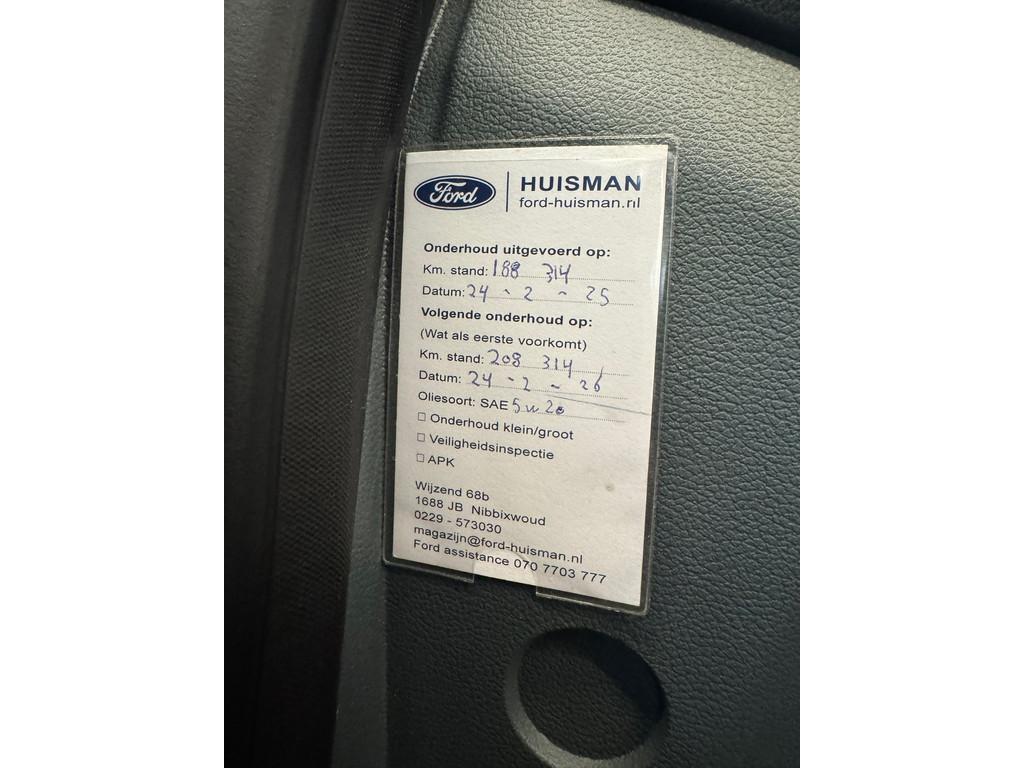 Ford
HUISMAN
ford-huisman.nl
Onderhoud uitgevoerd op:
Km. stand: 188 314
Datum: 24 - 2 - 25
Volgende onderhoud op:
(Wat als eerste voorkomt)
Km. stand: 208 314
Datum: 24 - 2 - 26
Oliesoort: SAE 5w20
☐ Onderhoud klein/groot
☐ Veiligheidsinspectie
☐ APK
Wijzend 68b
1688 JB Nibbixwoud
0229 - 573030
magazijn@ford-huisman.nl
Ford assistance 070 7703 777